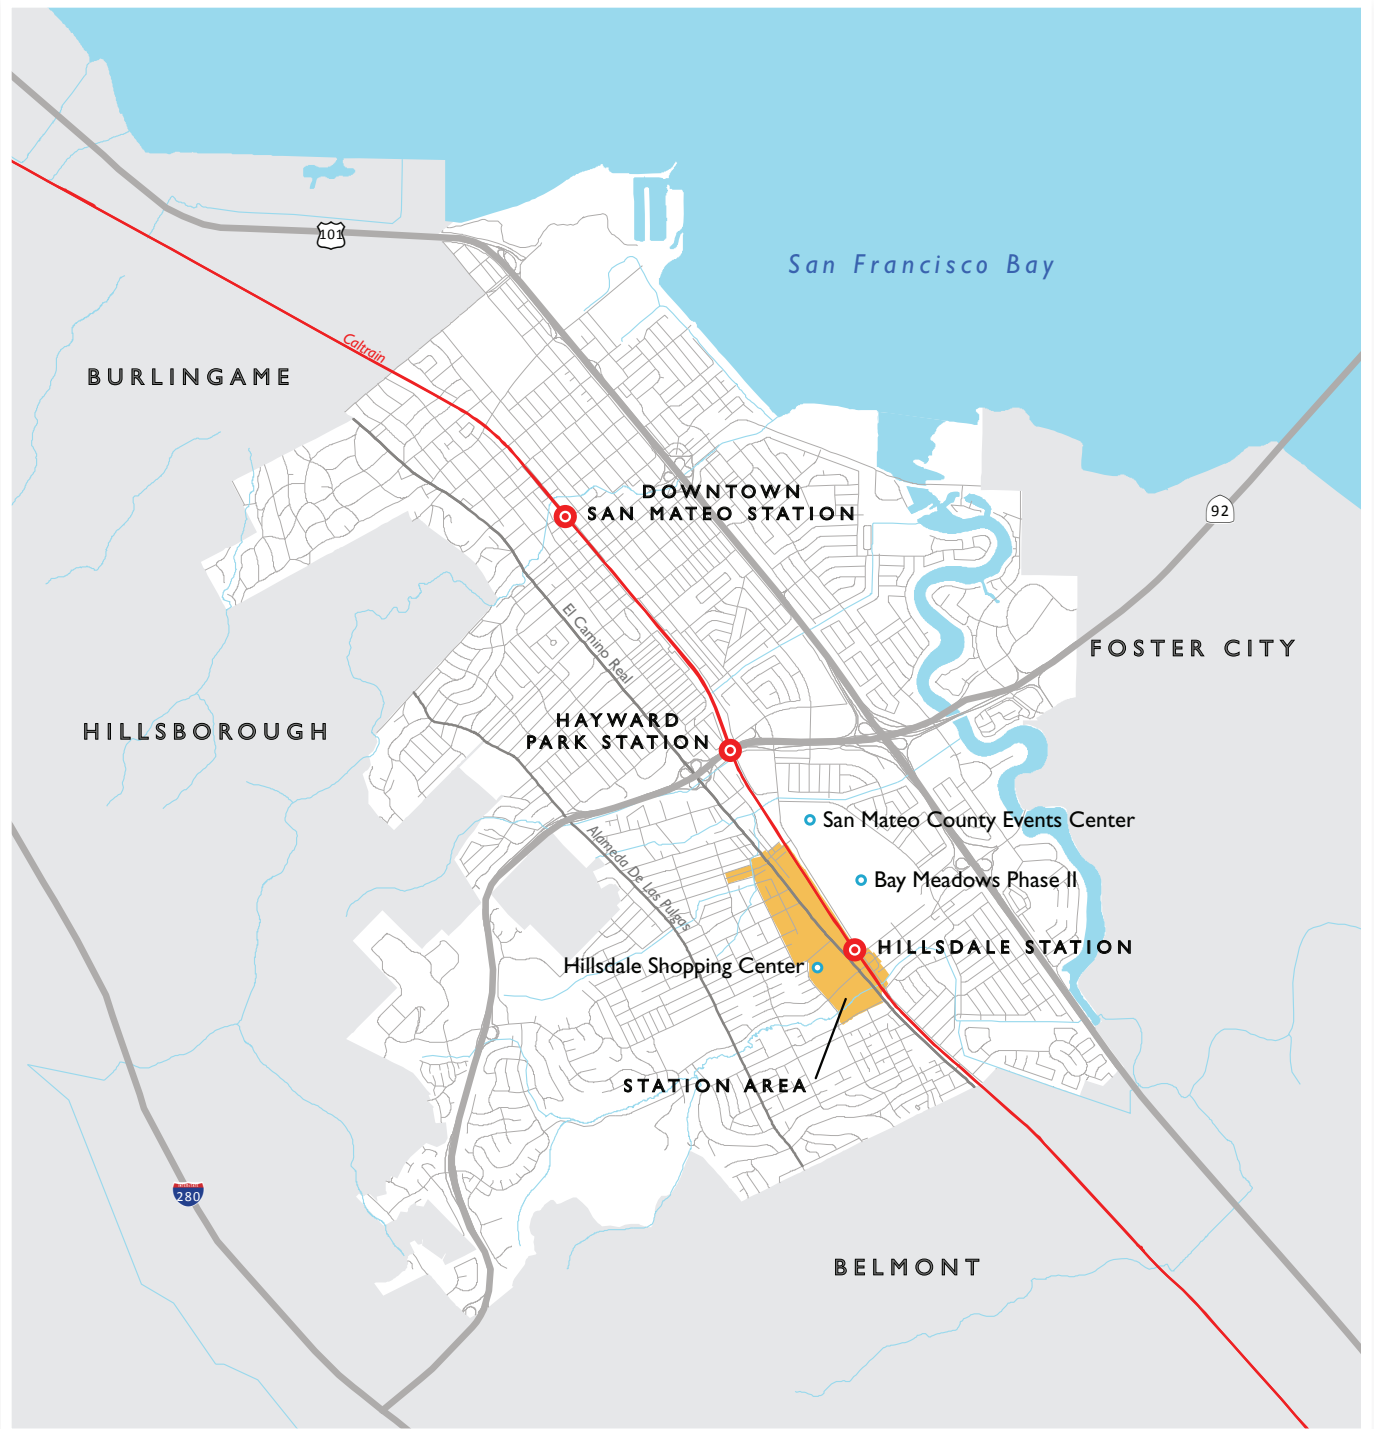 101
San Francisco Bay
Caltrain
BURLINGAME
DOWNTOWN
SAN MATEO STATION
92
El Camino Real
FOSTER CITY
HILLSBOROUGH
HAYWARD
PARK STATION
San Mateo County Events Center
Alameda De Las Pulgas
Bay Meadows Phase II
HILLSDALE STATION
Hillsdale Shopping Center
STATION AREA
280
BELMONT